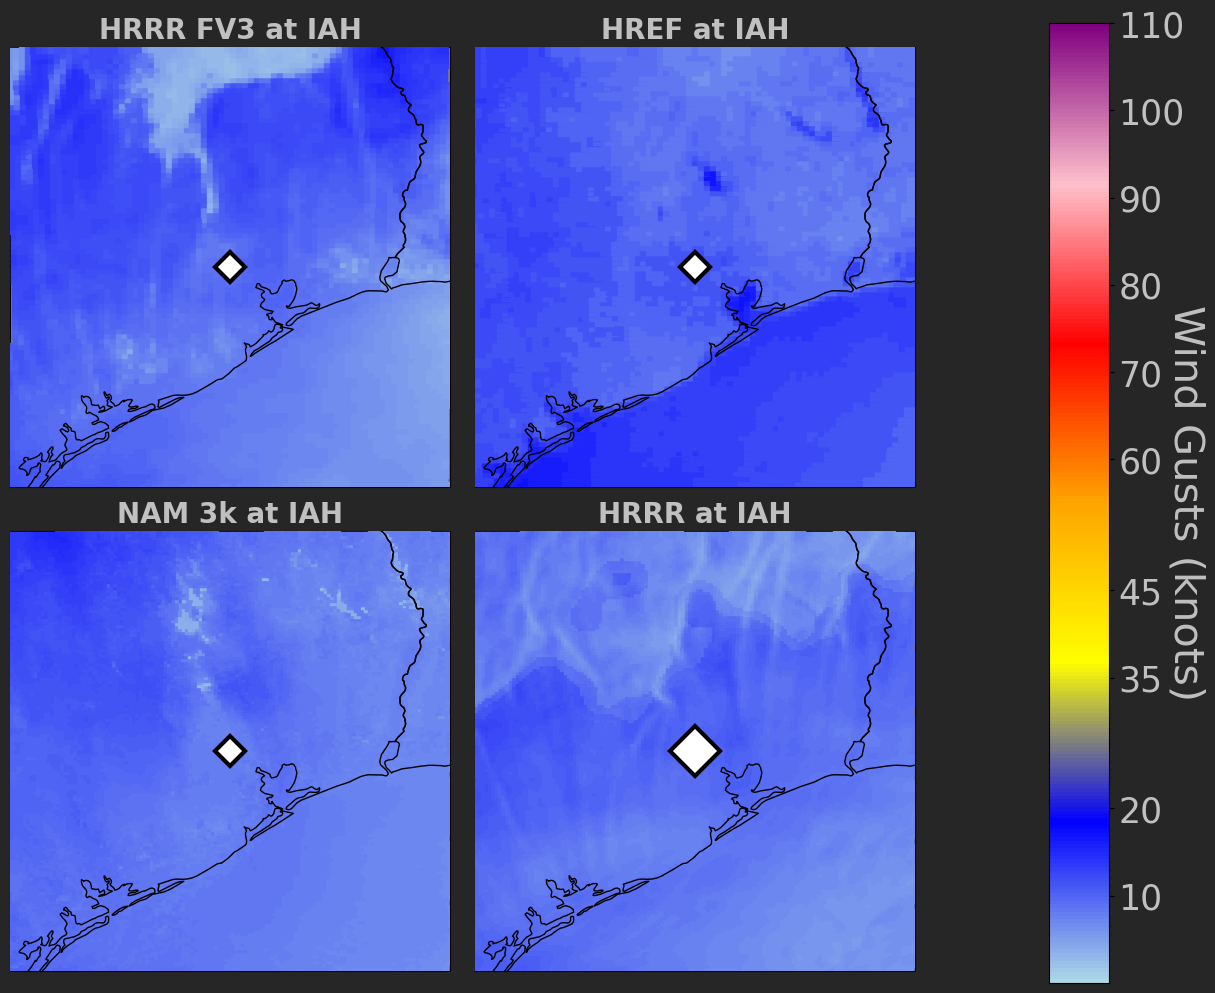 HRRR FV3 at IAH
HREF at IAH
NAM 3k at IAH
HRRR at IAH
110
100
90
80
70
60
45
35
20
10
Wind Gusts (knots)